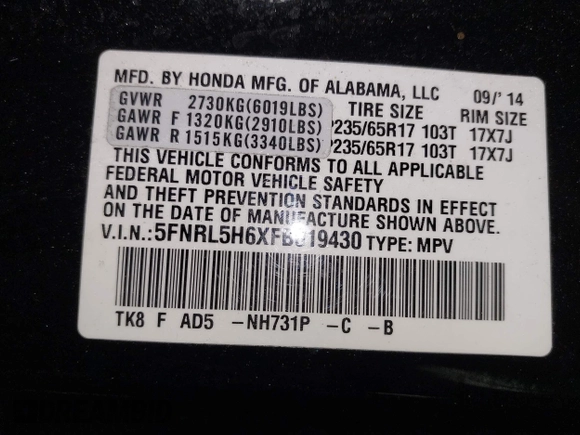 MFD. BY HONDA MFG. OF ALABAMA, LLC 09/' 14
GVWR 2730KG(6019LBS) TIRE SIZE RIM SIZE
GAWR F 1320KG(2910LBS) P235/65R17 103T 17X7J
GAWR R 1515KG(3340LBS) P235/65R17 103T 17X7J
THIS VEHICLE CONFORMS TO ALL APPLICABLE
FEDERAL MOTOR VEHICLE SAFETY
AND THEFT PREVENTION STANDARDS IN EFFECT
ON THE DATE OF MANUFACTURE SHOWN ABOVE.
V.I.N.: TYPE: MPV
TK8 F AD5 -NH731P -C -B